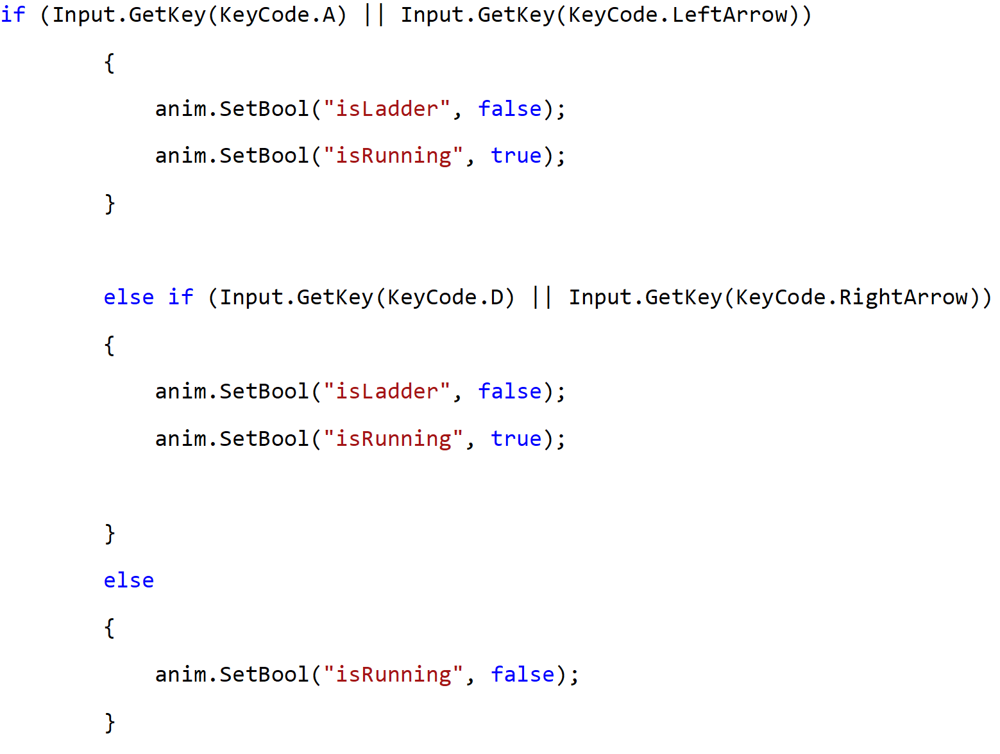 if (Input.GetKey(KeyCode.A) || Input.GetKey(KeyCode.LeftArrow))
{
anim.SetBool("isLadder", false);
anim.SetBool("isRunning", true);
}
else if (Input.GetKey(KeyCode.D) || Input.GetKey(KeyCode.RightArrow))
{
anim.SetBool("isLadder", false);
anim.SetBool("isRunning", true);
}
else
{
anim.SetBool("isRunning", false);
}